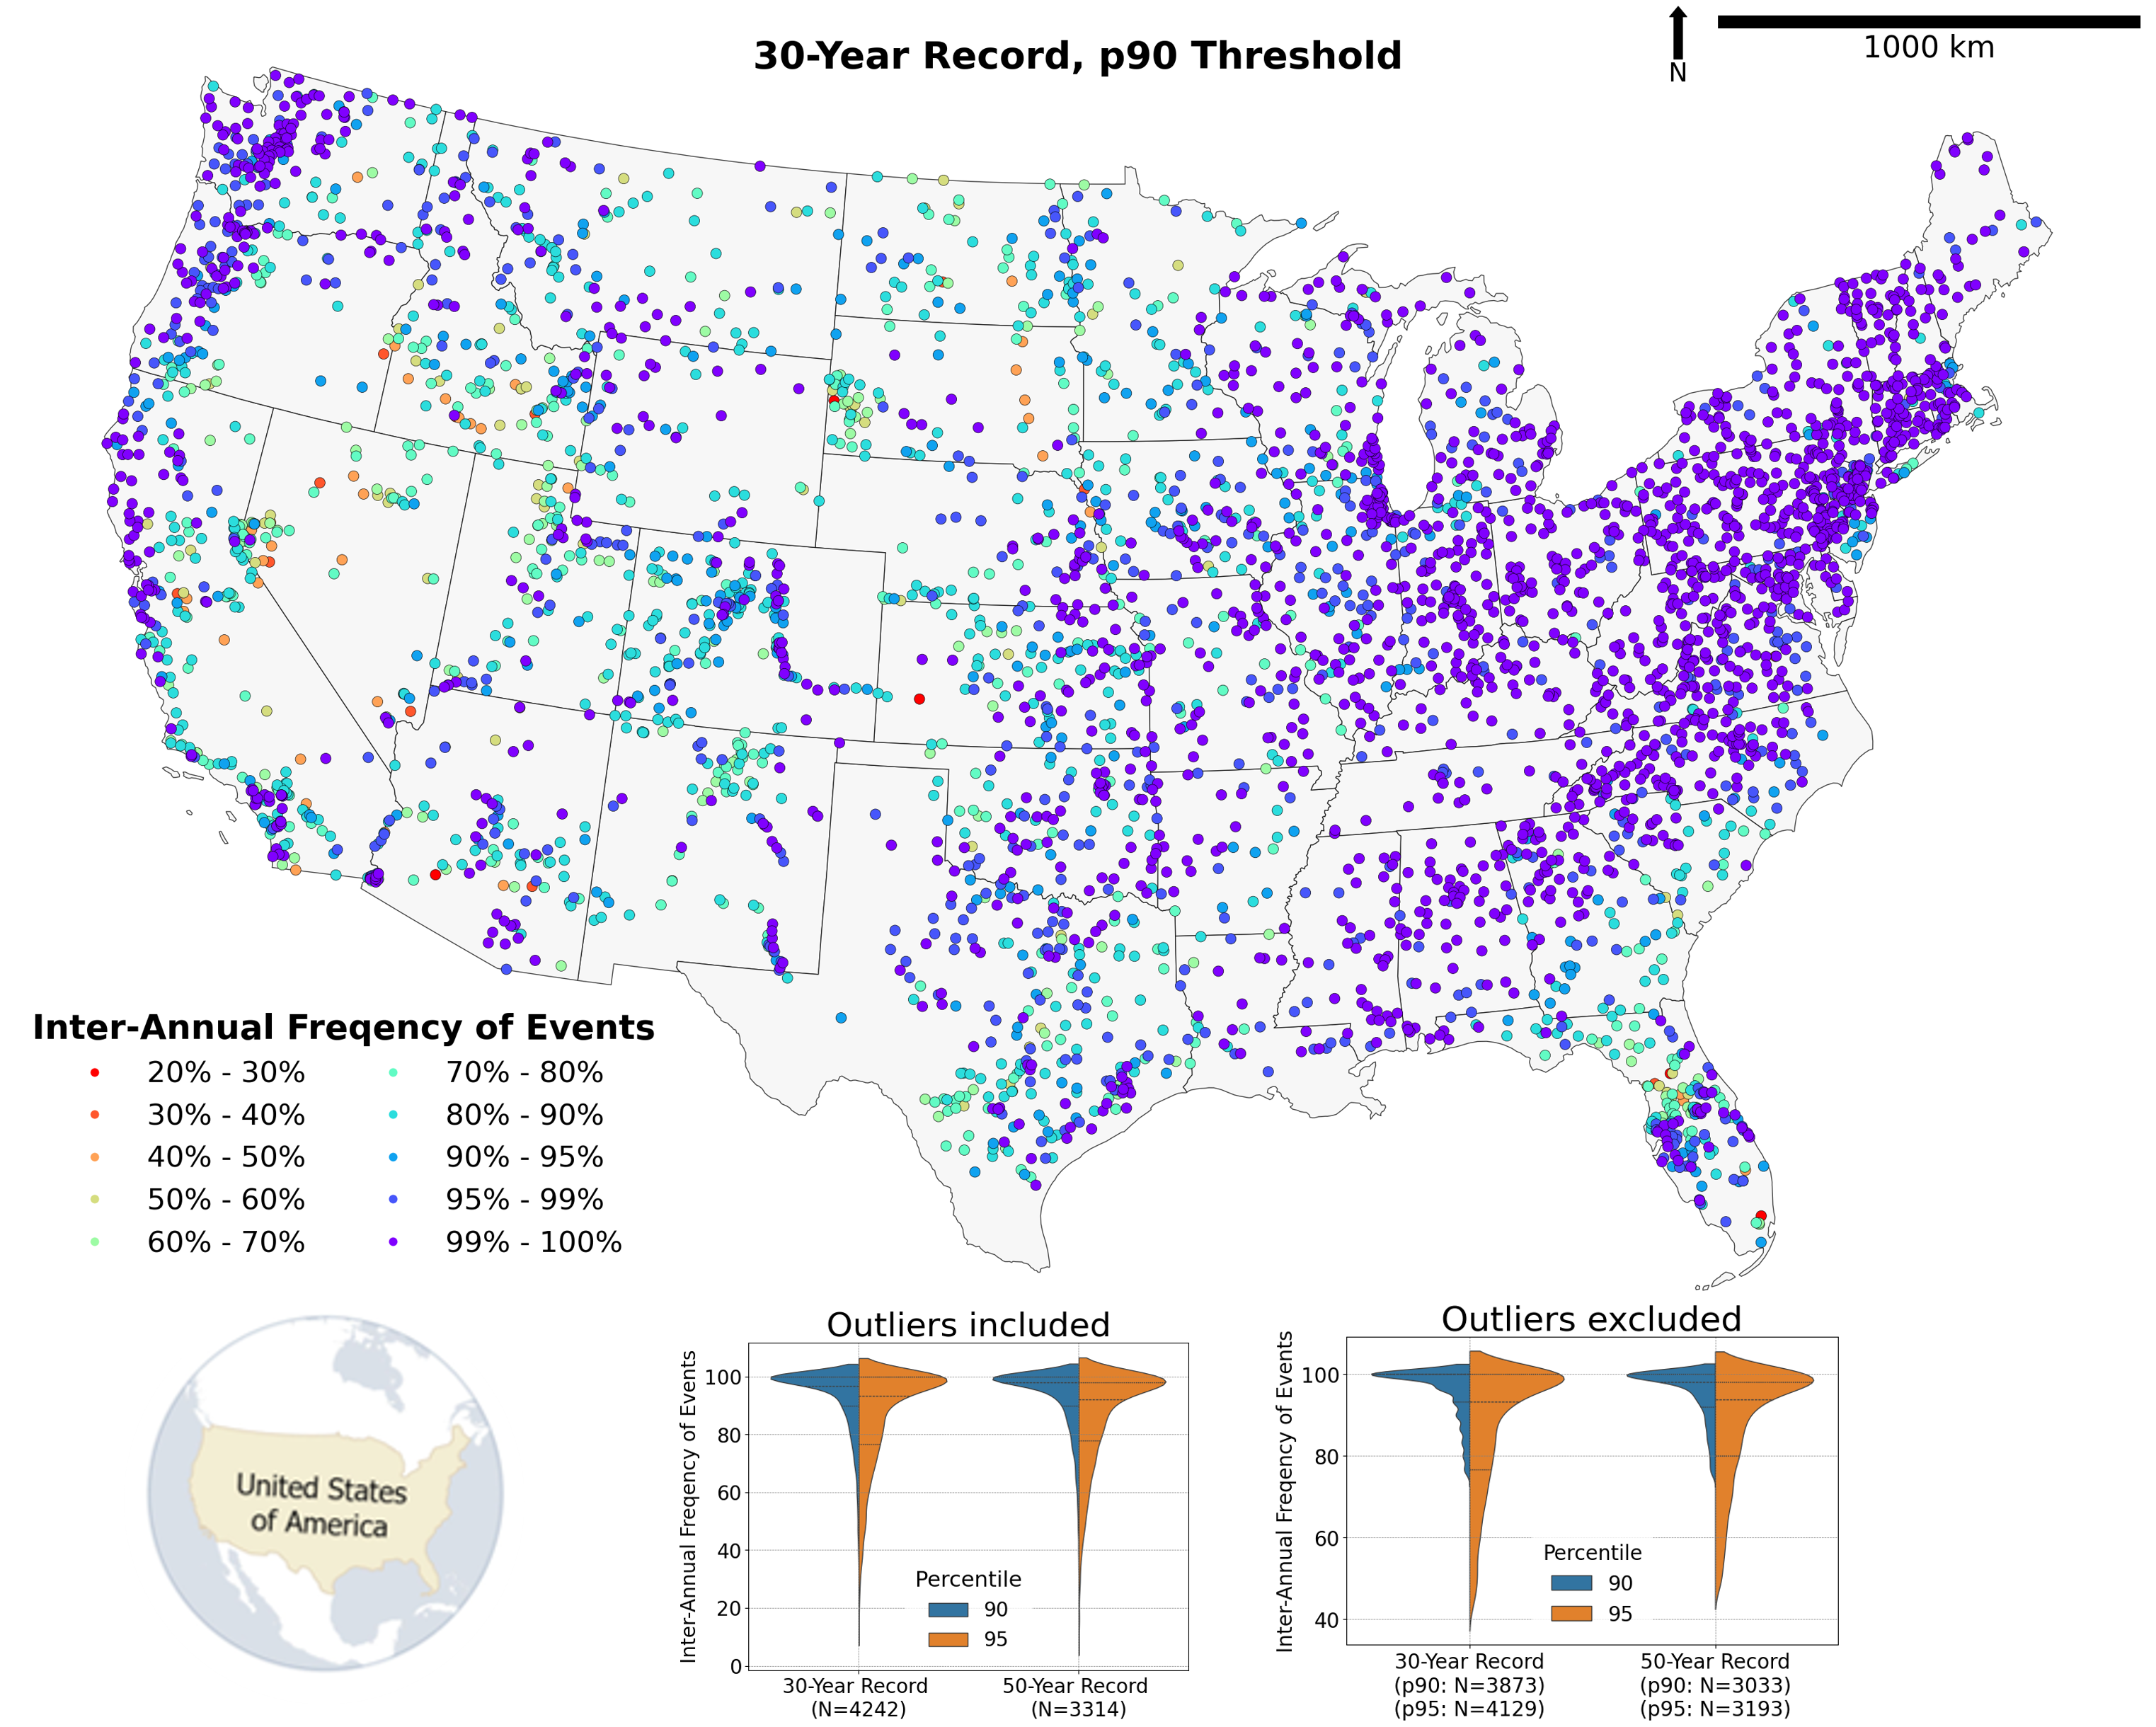 30-Year Record, p90 Threshold
1000 km
N
Inter-Annual Freqency of Events
20% - 30%
30% - 40%
40% - 50%
50% - 60%
60% - 70%
70% - 80%
80% - 90%
90% - 95%
95% - 99%
99% - 100%
United States
of America
Outliers included
Inter-Annual Freqency of Events
100
80
60
40
20
0
Percentile
90
95
30-Year Record
(N=4242)
50-Year Record
(N=3314)
Outliers excluded
Inter-Annual Freqency of Events
100
80
60
40
Percentile
90
95
30-Year Record
(p90: N=3873)
(p95: N=4129)
50-Year Record
(p90: N=3033)
(p95: N=3193)